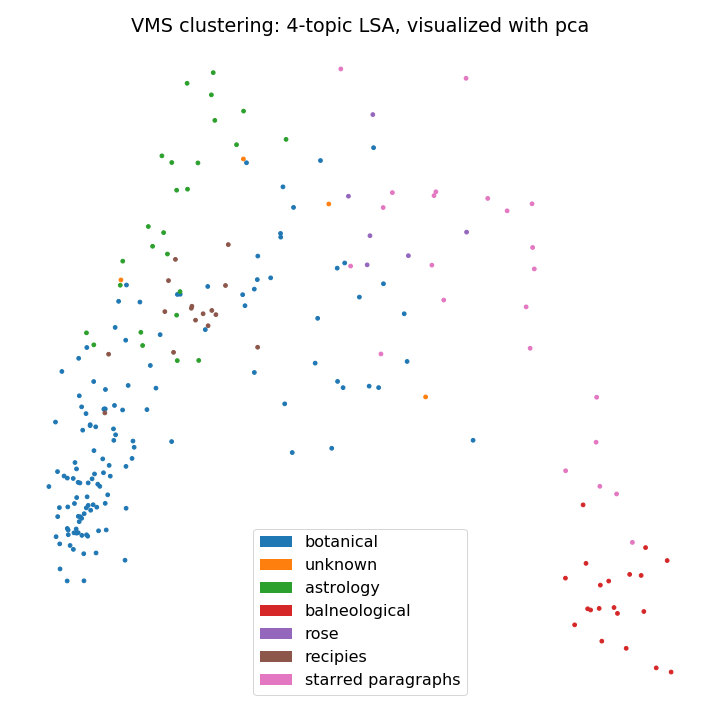 VMS clustering: 4-topic LSA, visualized with pca
botanical
unknown
astrology
balneological
rose
recipies
starred paragraphs